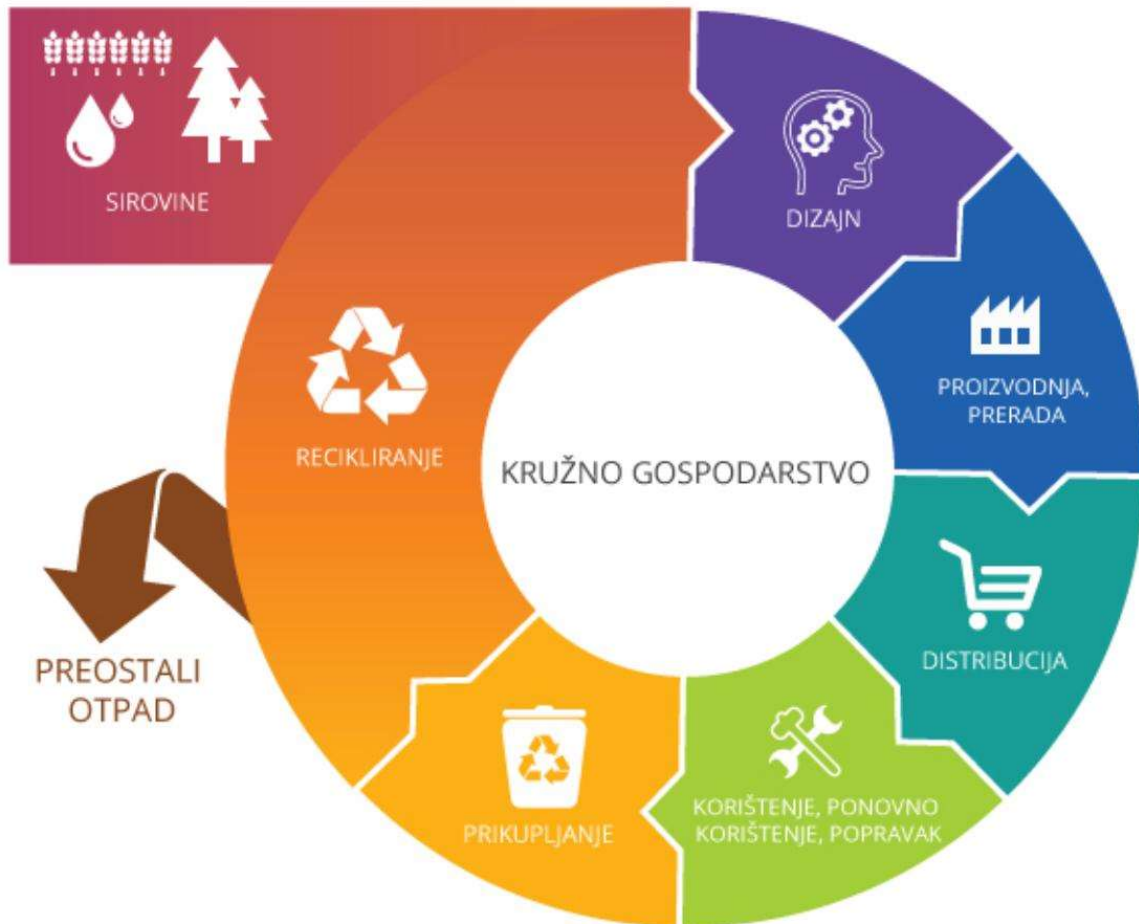 SIROVINE
DIZAJN
PROIZVODNJA,
PRERADA
RECIKLIRANJE
KRUŽNO GOSPODARSTVO
DISTRIBUCIJA
PREOSTALI
OTPAD
KORIŠTENJE, PONOVNO
KORIŠTENJE, POPRAVAK
PRIKUPLJANJE